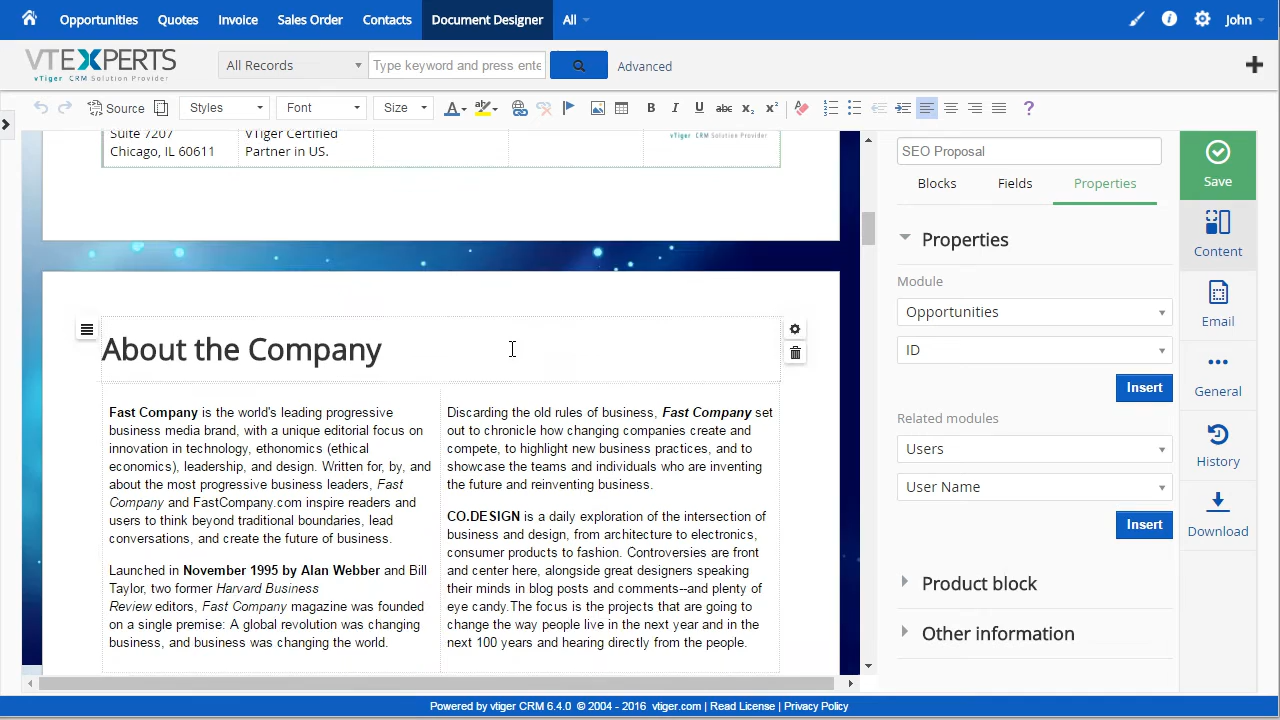 Opportunities Quotes Invoice Sales Order Contacts Document Designer All John
VTEXPERTS
vTiger CRM Solution Provider
All Records Type keyword and press ente Advanced
Source Styles Font Size
Suite 7207 VTiger Certified vTiger CRM Solution Provider
Chicago, IL 60611 Partner in US.
About the Company
Fast Company is the world's leading progressive
business media brand, with a unique editorial focus on
innovation in technology, ethonomics (ethical
economics), leadership, and design. Written for, by, and
about the most progressive business leaders, Fast
Company and FastCompany.com inspire readers and
users to think beyond traditional boundaries, lead
conversations, and create the future of business.
Launched in November 1995 by Alan Webber and Bill
Taylor, two former Harvard Business
Review editors, Fast Company magazine was founded
on a single premise: A global revolution was changing
business, and business was changing the world.
Discarding the old rules of business, Fast Company set
out to chronicle how changing companies create and
compete, to highlight new business practices, and to
showcase the teams and individuals who are inventing
the future and reinventing business.
CO.DESIGN is a daily exploration of the intersection of
business and design, from architecture to electronics,
consumer products to fashion. Controversies are front
and center here, alongside great designers speaking
their minds in blog posts and comments--and plenty of
eye candy.The focus is the projects that are going to
change the way people live in the next year and in the
next 100 years and hearing directly from the people.
SEO Proposal
Blocks Fields Properties
Properties
Module
Opportunities
ID
Insert
Related modules
Users
User Name
Insert
Product block
Other information
Save
Content
Email
General
History
Download
Powered by vtiger CRM 6.4.0 © 2004 - 2016 vtiger.com | Read License | Privacy Policy